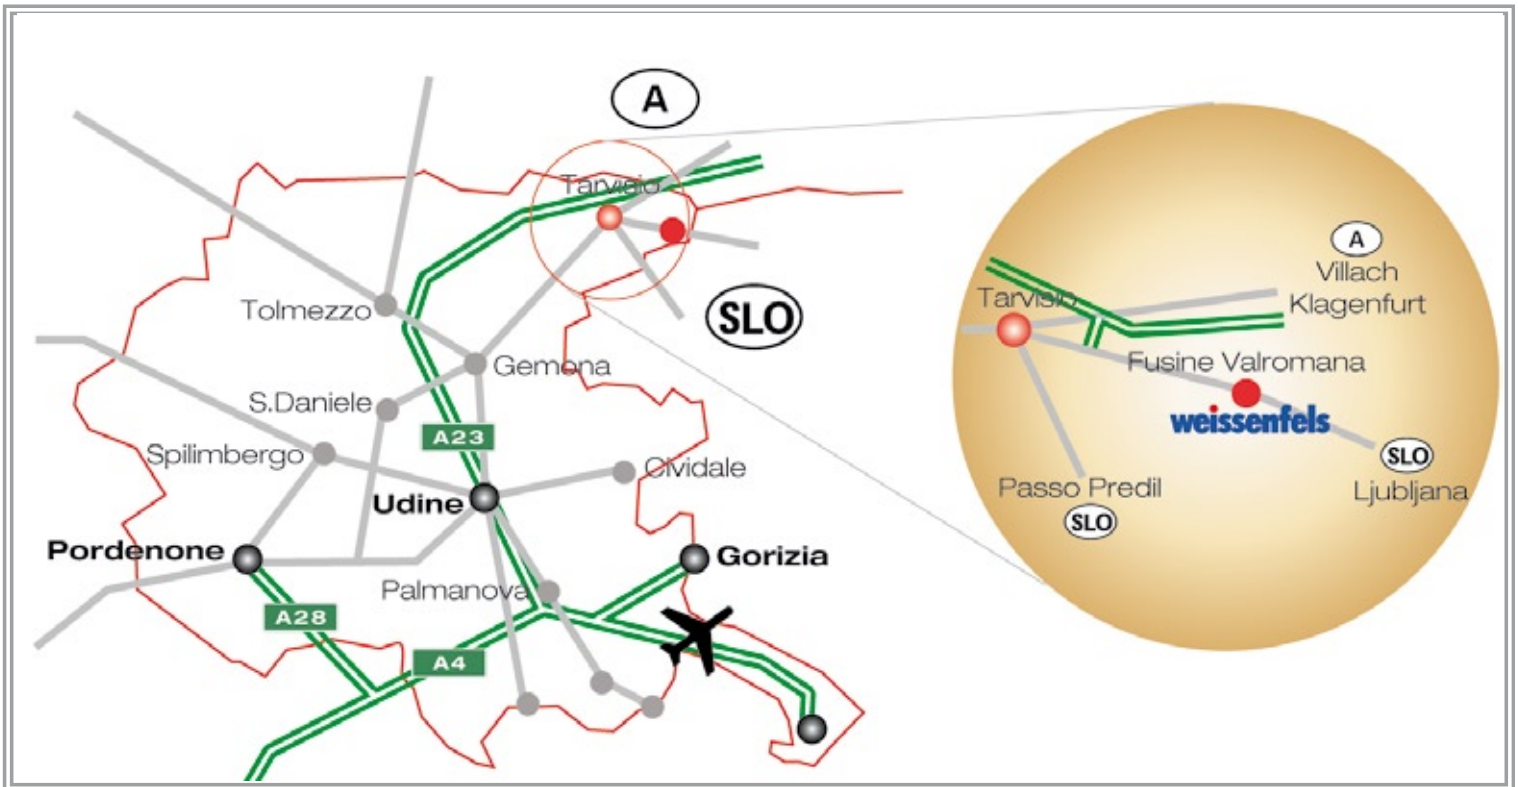 A
Tarvisio
SLO
Tolmezzo
Gemona
S.Daniele
A23
Spilimbergo
Cividale
Udine
Pordenone
Gorizia
Palmanova
A28
A4
A
Villach
Klagenfurt
Tarvisio
Fusine Valromana
weissenfels
SLO
Ljubljana
Passo Predil
SLO